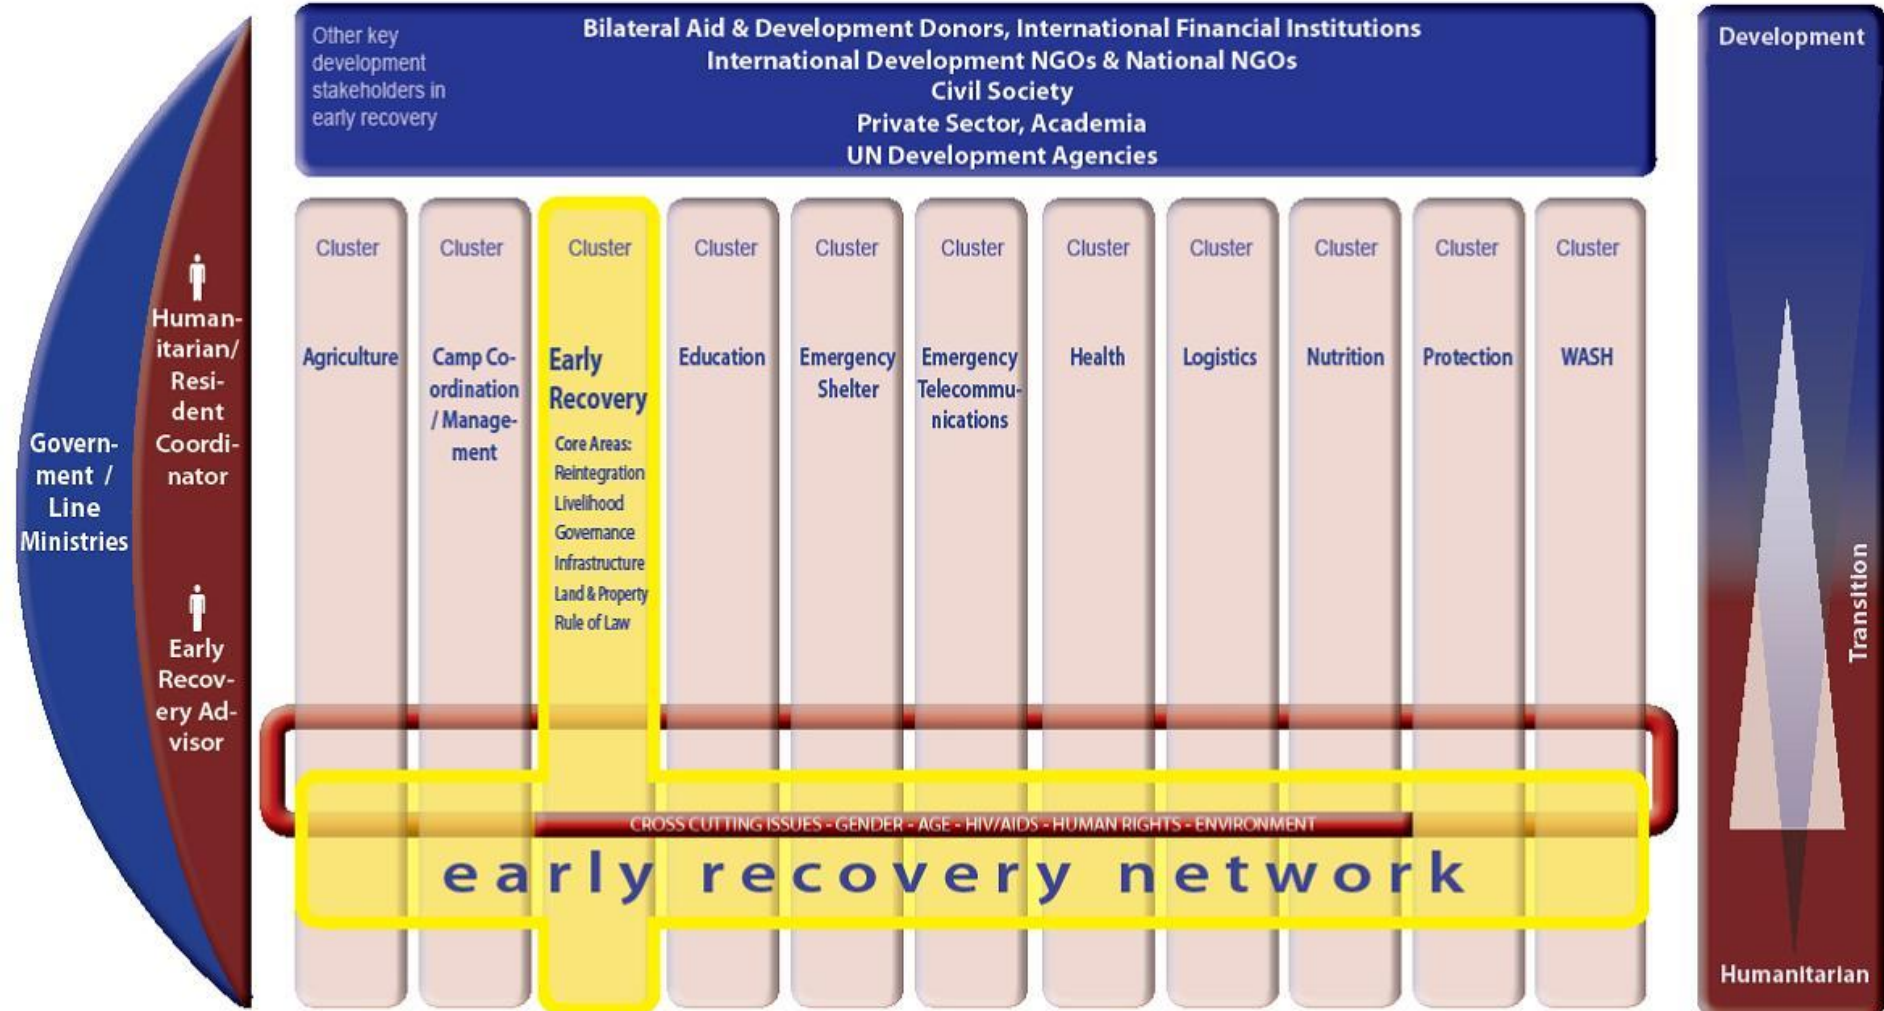 Govern-
ment /
Line
Ministries
Human-
itarian/
Resi-
dent
Coordi-
nator
Early
Recov-
ery Ad-
visor
Other key
development
stakeholders in
early recovery
Bilateral Aid & Development Donors, International Financial Institutions
International Development NGOs & National NGOs
Civil Society
Private Sector, Academia
UN Development Agencies
Cluster
Agriculture
Cluster
Camp Co-
ordination
/ Manage-
ment
Cluster
Early
Recovery
Core Areas:
Reintegration
Livelihood
Governance
Infrastructure
Land & Property
Rule of Law
Cluster
Education
Cluster
Emergency
Shelter
Cluster
Emergency
Telecommu-
nications
Cluster
Health
Cluster
Logistics
Cluster
Nutrition
Cluster
Protection
Cluster
WASH
CROSS CUTTING ISSUES - GENDER - AGE - HIV/AIDS - HUMAN RIGHTS - ENVIRONMENT
early recovery network
Development
Transition
Humanitarian